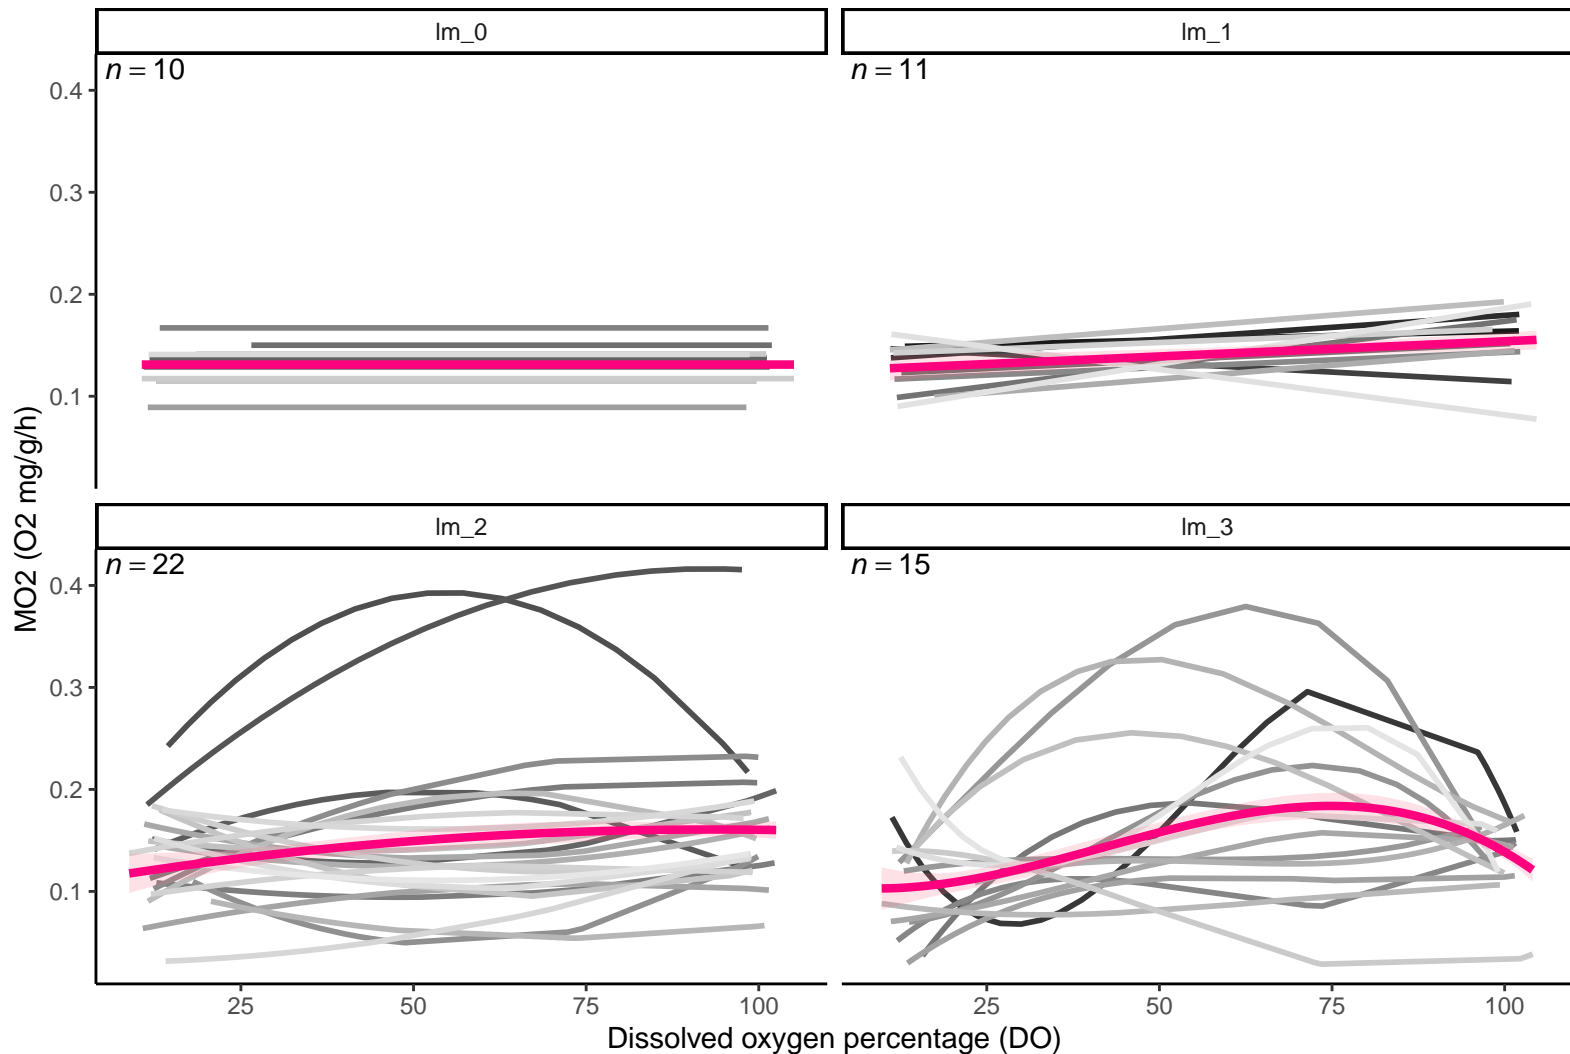 lm_0
lm_1
n = 10
n = 11
0.4
0.3
0.2
0.1
lm_2
lm_3
n = 22
n = 15
0.4
0.3
0.2
0.1
25
50
75
100
25
50
75
100
Dissolved oxygen percentage (DO)
MO2 (O2 mg/g/h)